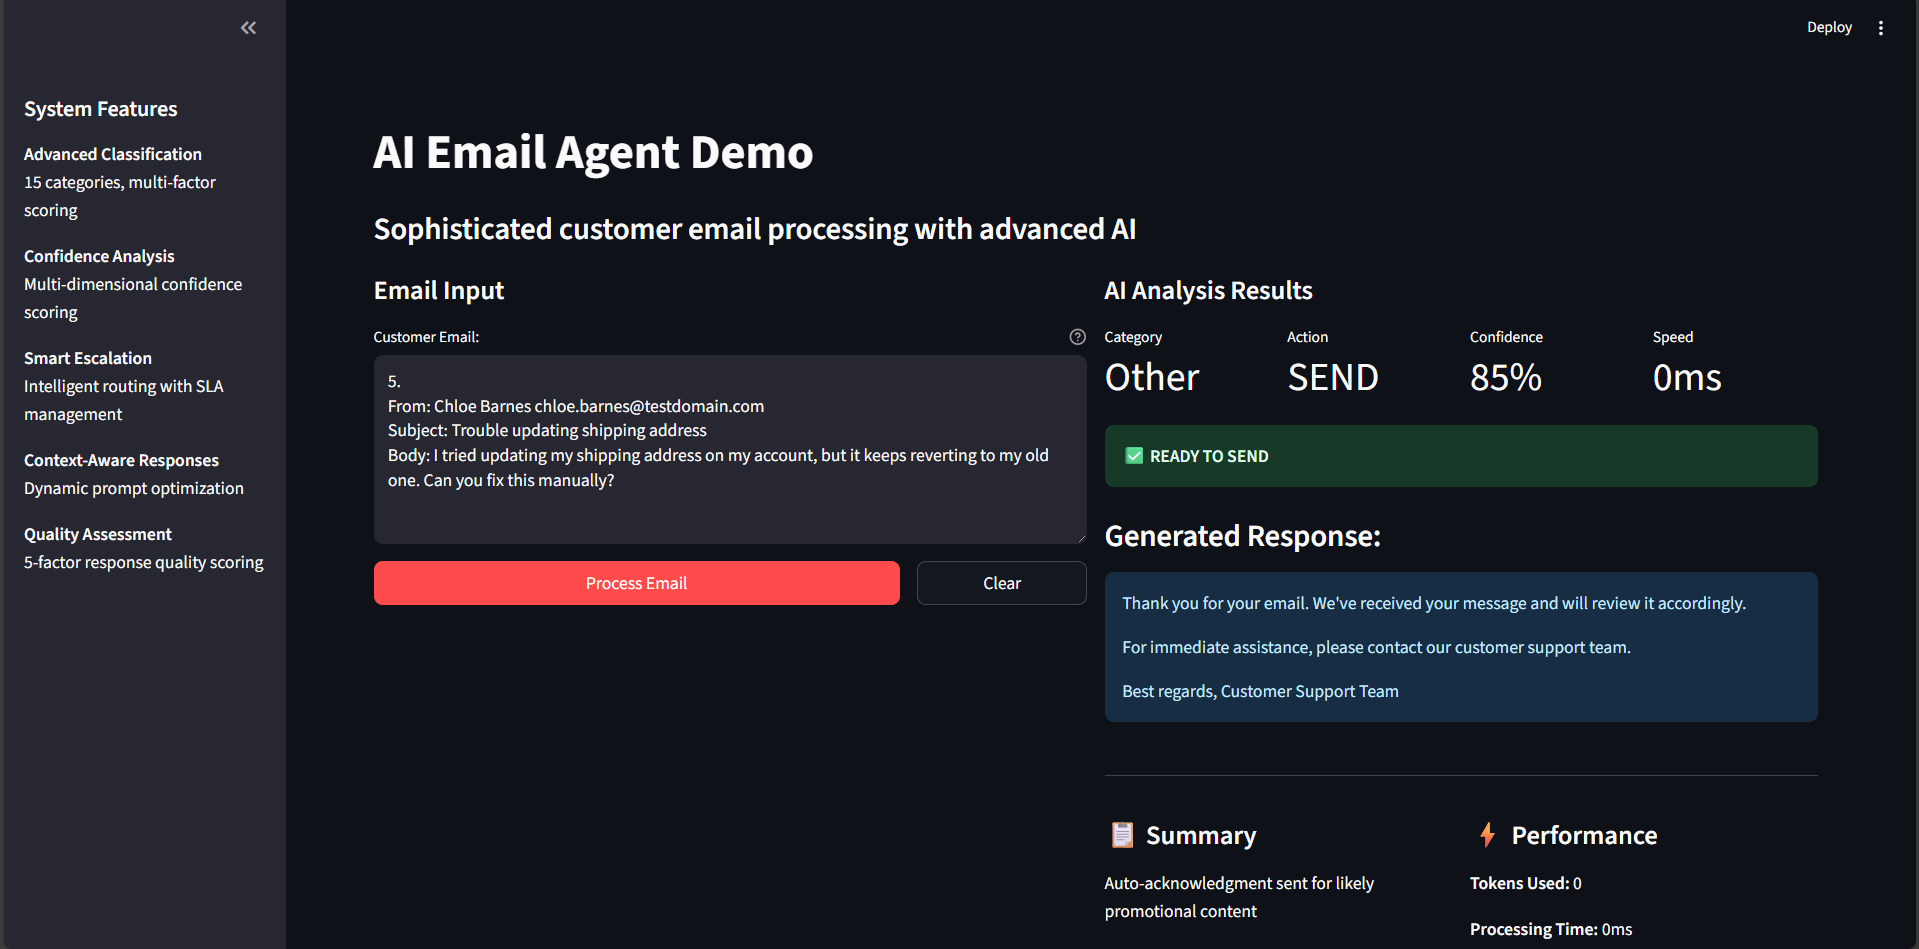 Deploy
System Features
Advanced Classification
15 categories, multi-factor
scoring
Confidence Analysis
Multi-dimensional confidence
scoring
Smart Escalation
Intelligent routing with SLA
management
Context-Aware Responses
Dynamic prompt optimization
Quality Assessment
5-factor response quality scoring
AI Email Agent Demo
Sophisticated customer email processing with advanced AI
Email Input
Customer Email:
5.
From: Chloe Barnes chloe.barnes@testdomain.com
Subject: Trouble updating shipping address
Body: I tried updating my shipping address on my account, but it keeps reverting to my old
one. Can you fix this manually?
Process Email
Clear
AI Analysis Results
Category
Action
Confidence
Speed
Other
SEND
85%
0ms
READY TO SEND
Generated Response:
Thank you for your email. We've received your message and will review it accordingly.
For immediate assistance, please contact our customer support team.
Best regards, Customer Support Team
Summary
Auto-acknowledgment sent for likely
promotional content
Performance
Tokens Used: 0
Processing Time: 0ms